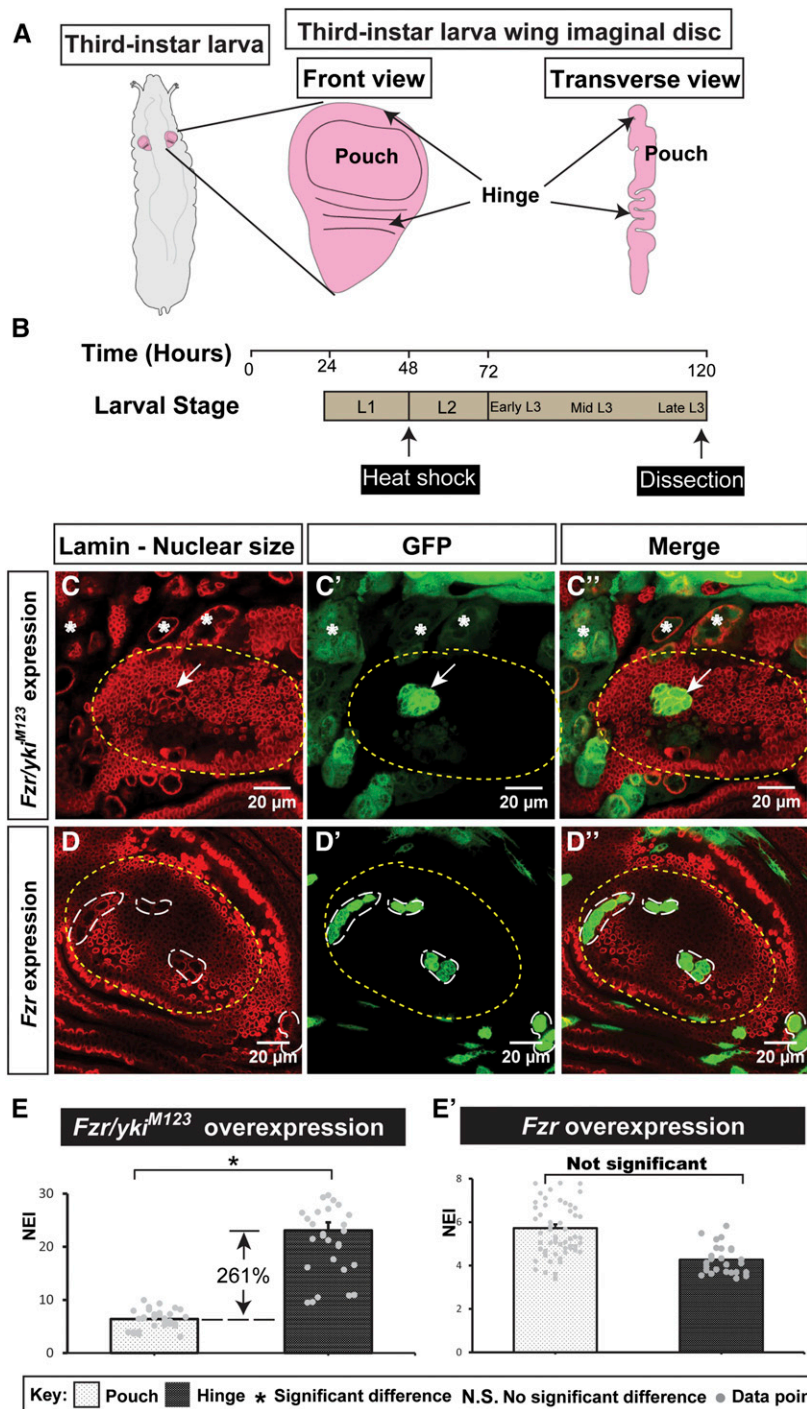 A
Third-instar larva
Third-instar larva wing imaginal disc
Front view
Transverse view
Pouch
Pouch
Hinge
B
Time (Hours)
0
24
48
72
120
Larval Stage
L1
L2
Early L3
Mid L3
Late L3
Heat shock
Dissection
Lamin - Nuclear size
GFP
Merge
Fzr/yki^M123 expression
C
*
*
*
20 µm
C'
*
*
*
20 µm
C''
*
*
*
20 µm
Fzr expression
D
20 µm
D'
20 µm
D''
20 µm
E
Fzr/yki^M123 overexpression
*
NEI
30
20
10
0
261%
E'
Fzr overexpression
Not significant
NEI
8
6
4
2
0
Key: Pouch Hinge * Significant difference N.S. No significant difference Data poin